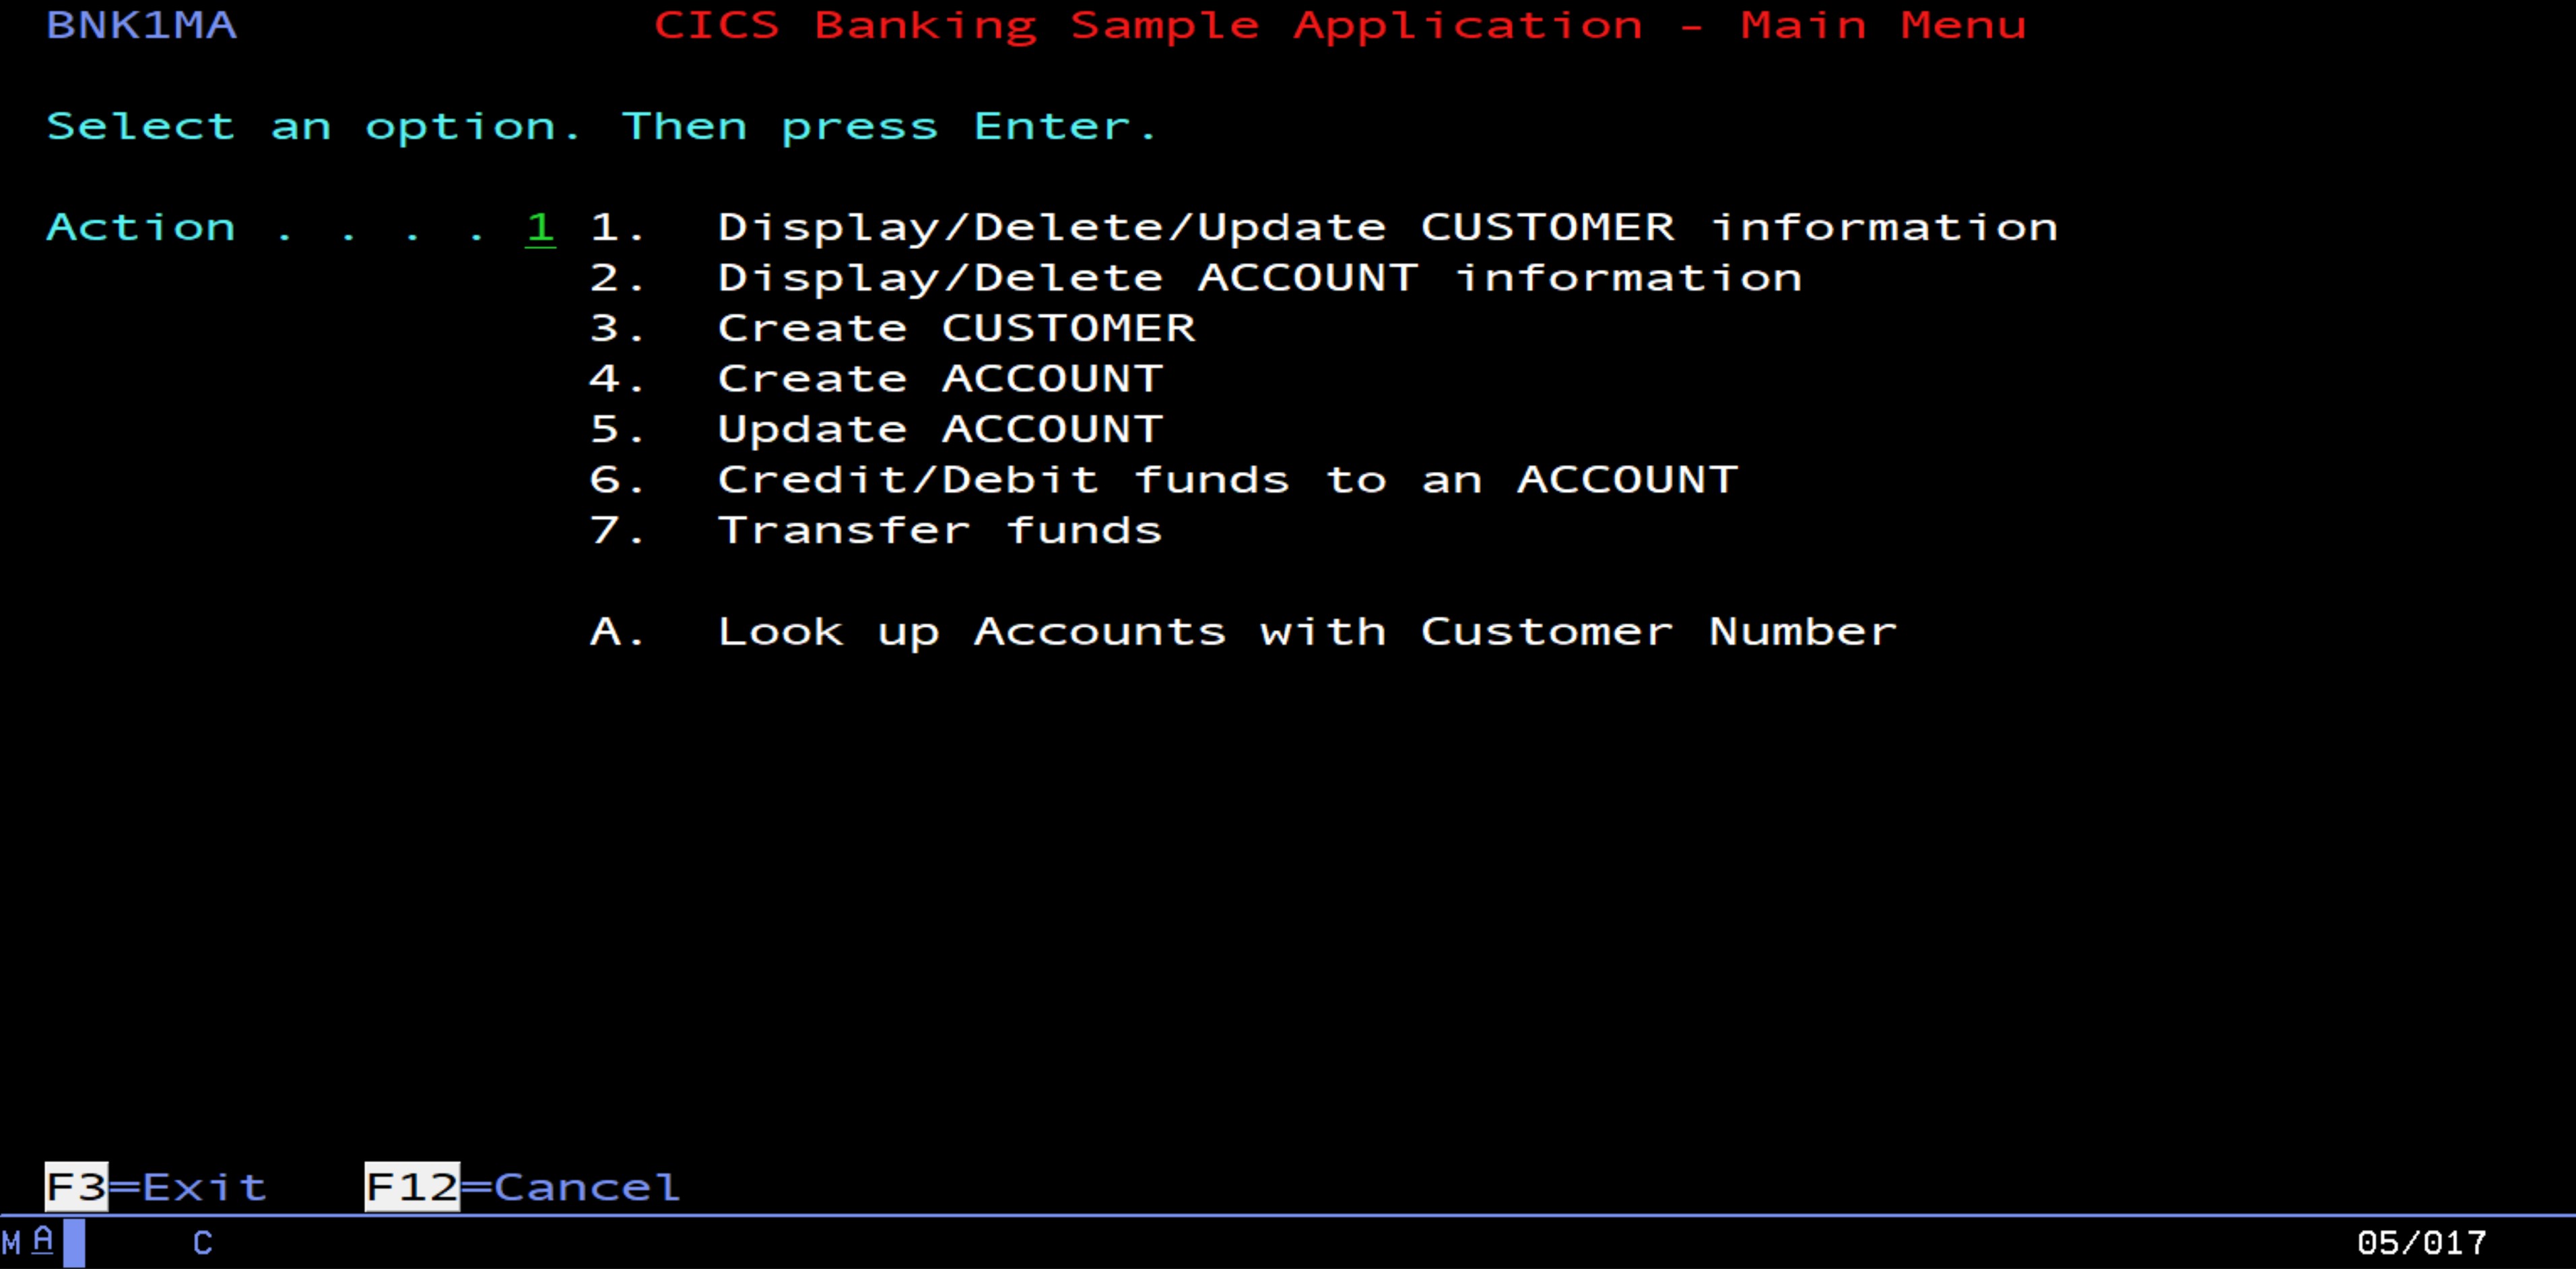 BNK1MA CICS Banking Sample Application - Main Menu
Select an option. Then press Enter.
Action . . . . 1 1. Display/Delete/Update CUSTOMER information
2. Display/Delete ACCOUNT information
3. Create CUSTOMER
4. Create ACCOUNT
5. Update ACCOUNT
6. Credit/Debit funds to an ACCOUNT
7. Transfer funds
A. Look up Accounts with Customer Number
F3=Exit F12=Cancel
M A C 05/017